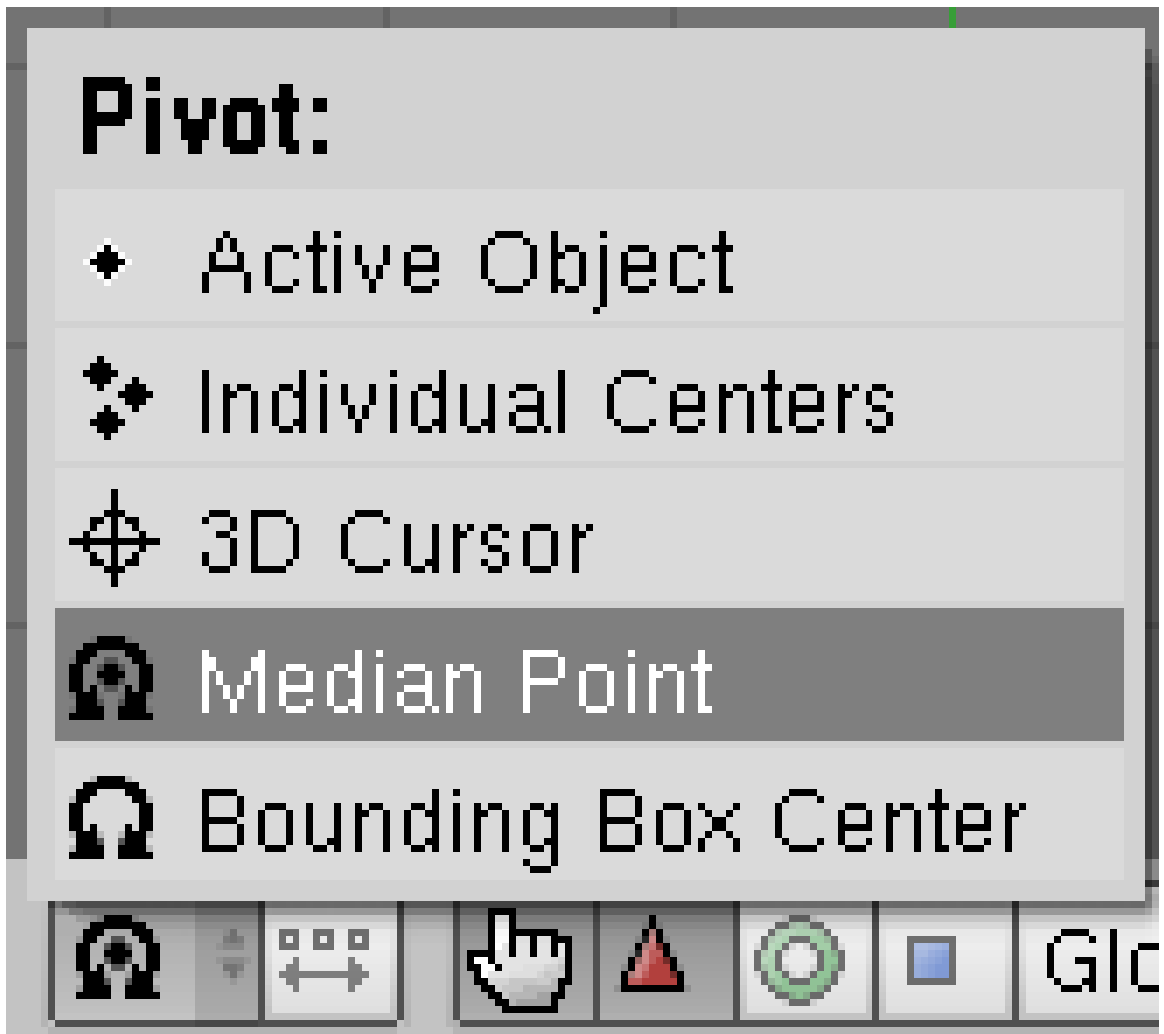 Pivot:
Active Object
Individual Centers
3D Cursor
Median Point
Bounding Box Center